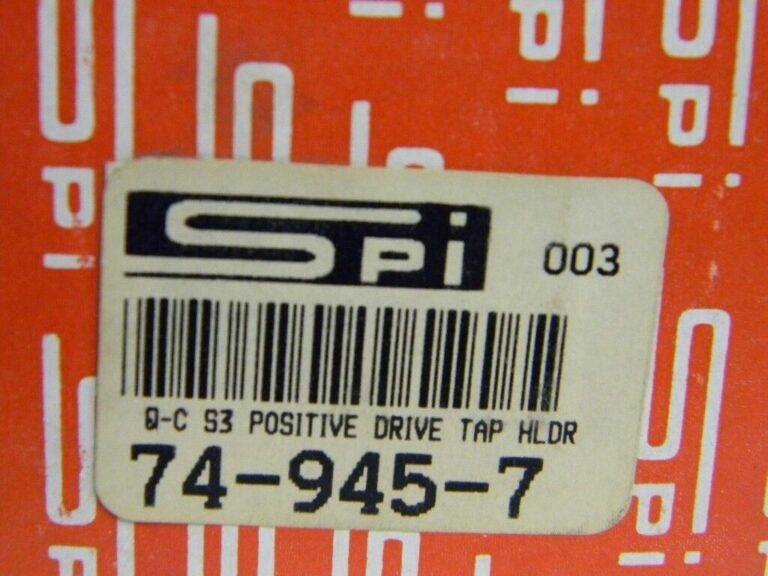 SPi
003
Q-C S3 POSITIVE DRIVE TAP HLDR
74-945-7